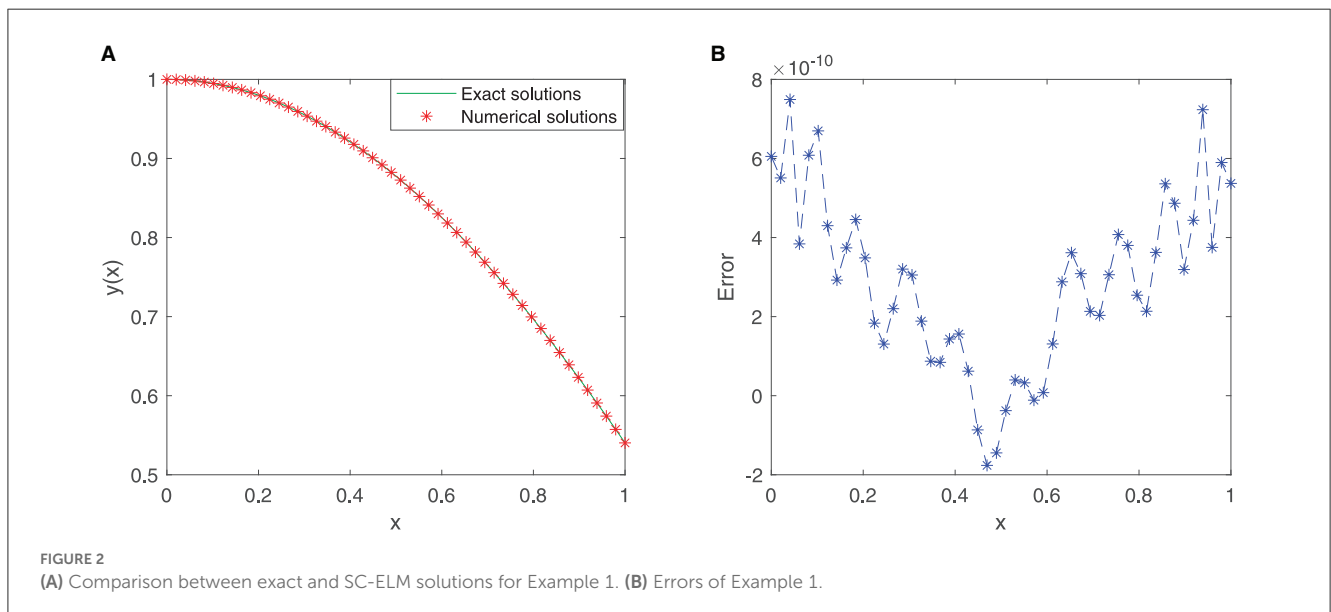 A
1
0.9
0.8
0.7
0.6
0.5
y(x)
0
0.2
0.4
0.6
0.8
1
x
Exact solutions
Numerical solutions
B
×10-10
8
6
4
2
0
-2
Error
0
0.2
0.4
0.6
0.8
1
x
FIGURE 2
(A) Comparison between exact and SC-ELM solutions for Example 1. (B) Errors of Example 1.